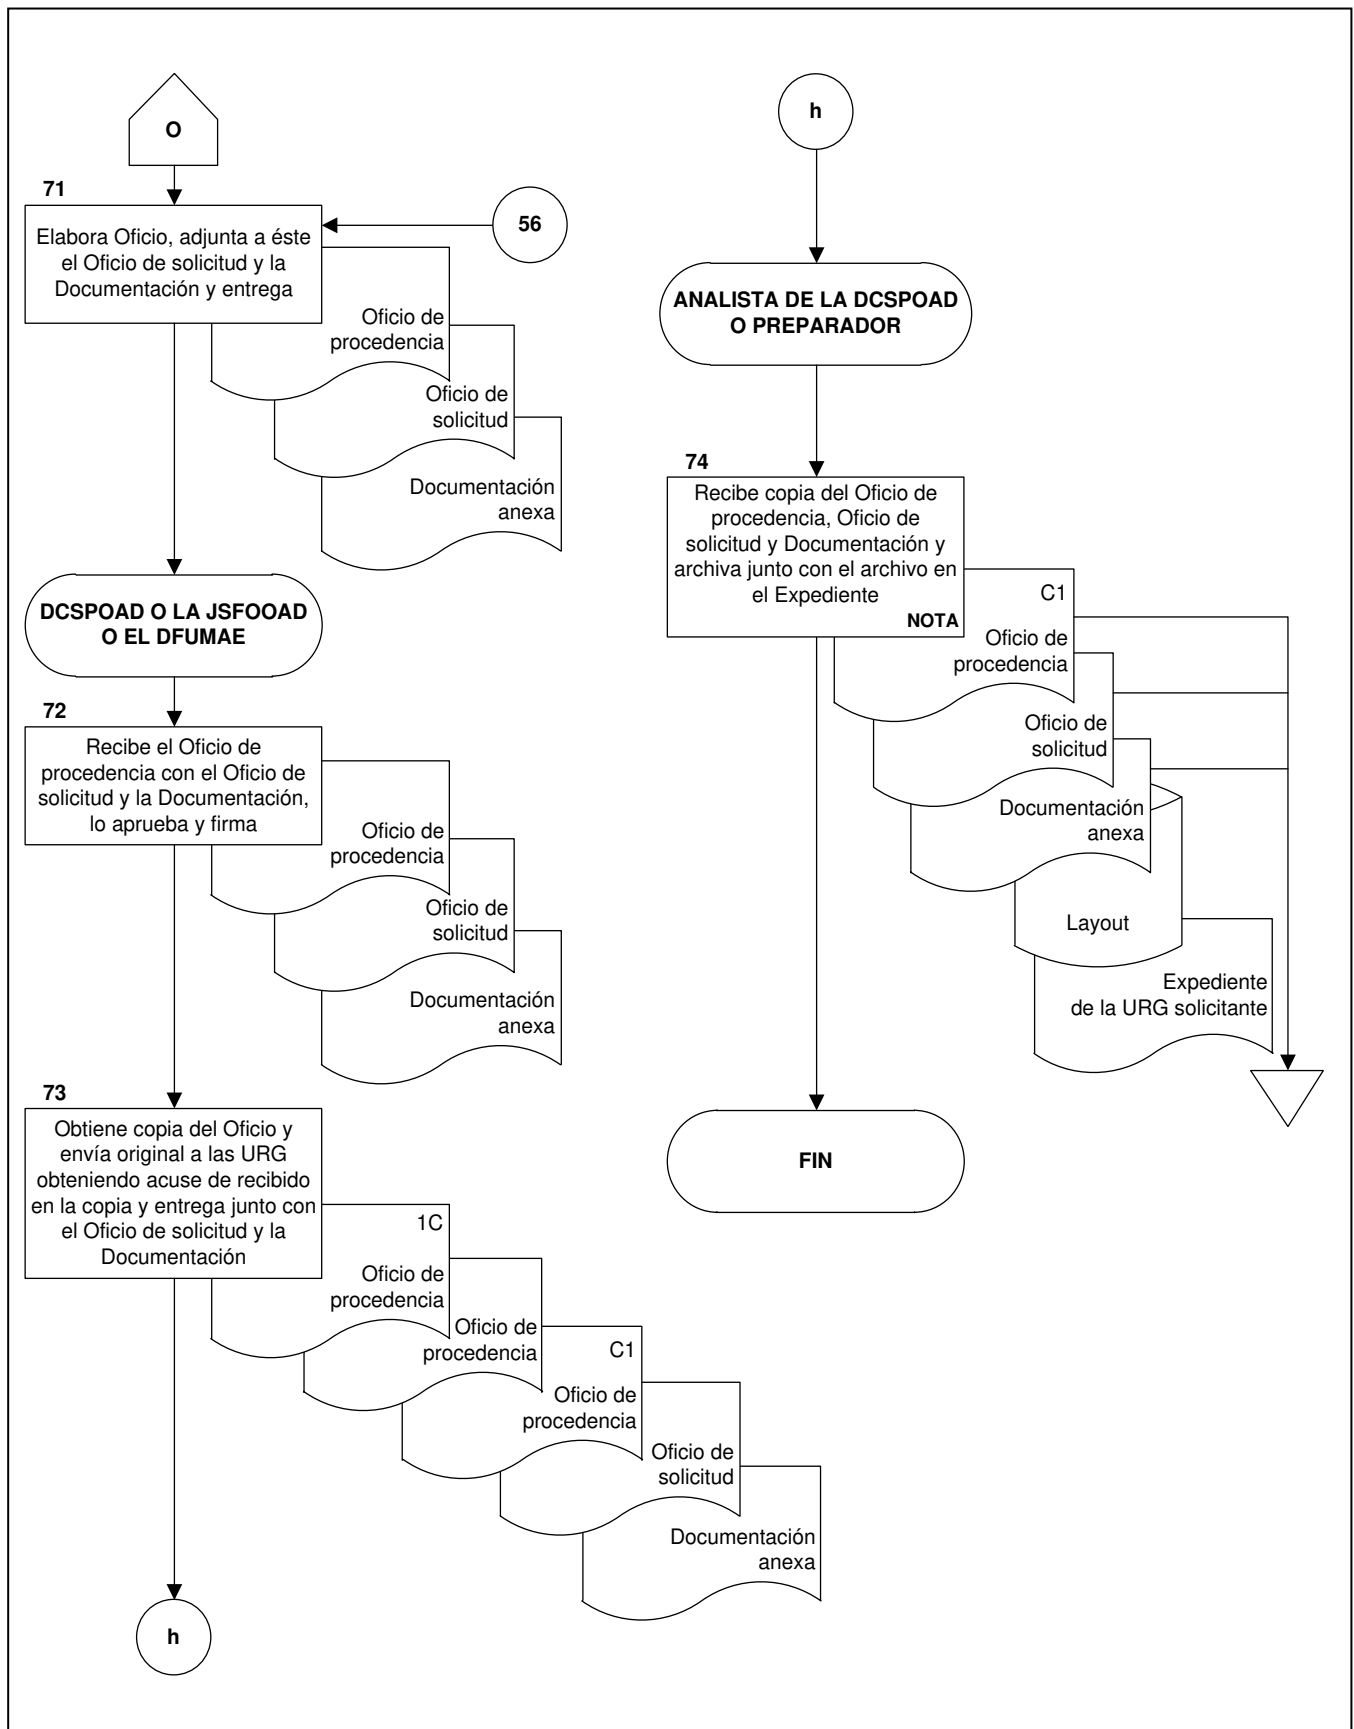 O
71
56
Elabora Oficio, adjunta a éste
el Oficio de solicitud y la
Documentación y entrega
Oficio de
procedencia
Oficio de
solicitud
Documentación
anexa
DCSPOAD O LA JSFOOAD
O EL DFUMAE
72
Recibe el Oficio de
procedencia con el Oficio de
solicitud y la Documentación,
lo aprueba y firma
Oficio de
procedencia
Oficio de
solicitud
Documentación
anexa
73
Obtiene copia del Oficio y
envía original a las URG
obteniendo acuse de recibido
en la copia y entrega junto con
el Oficio de solicitud y la
Documentación
1C
Oficio de
procedencia
Oficio de
procedencia
C1
Oficio de
procedencia
Oficio de
solicitud
Documentación
anexa
h
h
ANALISTA DE LA DCSPOAD
O PREPARADOR
74
Recibe copia del Oficio de
procedencia, Oficio de
solicitud y Documentación y
archiva junto con el archivo en
el Expediente
NOTA
C1
Oficio de
procedencia
Oficio de
solicitud
Documentación
anexa
Layout
Expediente
de la URG solicitante
FIN